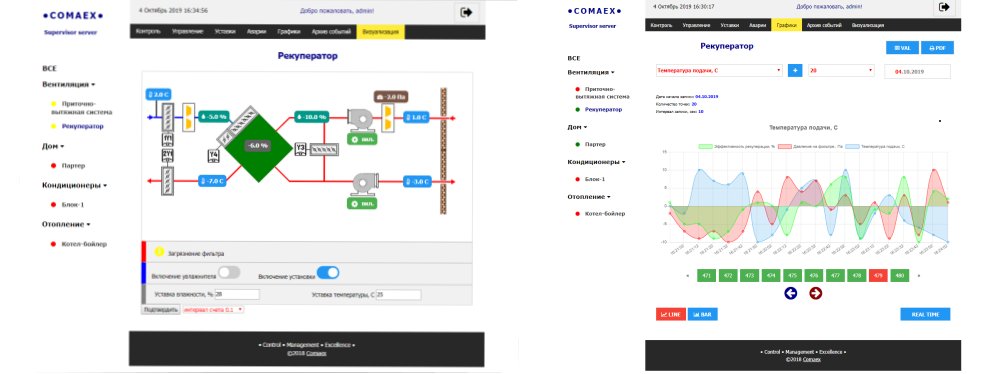 •COMAEX•
Supervisor server
4 Октябрь 2019 16:34:56
Добро пожаловать, admin!
Контроль Управление Уставки Аварии Графики Архив событий Визуализация
Рекуператор
ВСЕ
Вентиляция
Приточно-
вытяжная система
Рекуператор
Дом
Партер
Кондиционеры
Блок-1
Отопление
Котел-бойлер
2.0 C
-5.0 %
-10.0 %
-2.0 Па
1.0 C
вкл.
-6.0 %
Y4
Y3
-7.0 C
-3.0 C
вкл.
Загрязнение фильтра
Включение увлажнителя Включение установки
Уставка влажности, % 20 Уставка температуры, C 25
Подтвердить интервал счета 0.1
• Control • Management • Excellence •
©2018 Comaex
•COMAEX•
Supervisor server
4 Октябрь 2019 16:30:17
Добро пожаловать, admin!
Контроль Управление Уставки Аварии Графики Архив событий Визуализация
Рекуператор
VAL PDF
ВСЕ
Вентиляция
Приточно-
вытяжная система
Рекуператор
Дом
Партер
Кондиционеры
Блок-1
Отопление
Котел-бойлер
Температура подачи, C + 20 04.10.2019
Дата начала записи: 04.10.2019
Количество точек: 20
Интервал записи, сек: 10
Температура подачи, C
Эффективность рекуперации, % Давление на фильтре, Па Температура подачи, C
15
10
5
0
-5
-10
« 471 472 473 474 475 476 477 478 479 480 »
LINE BAR REAL TIME
• Control • Management • Excellence •
©2018 Comaex